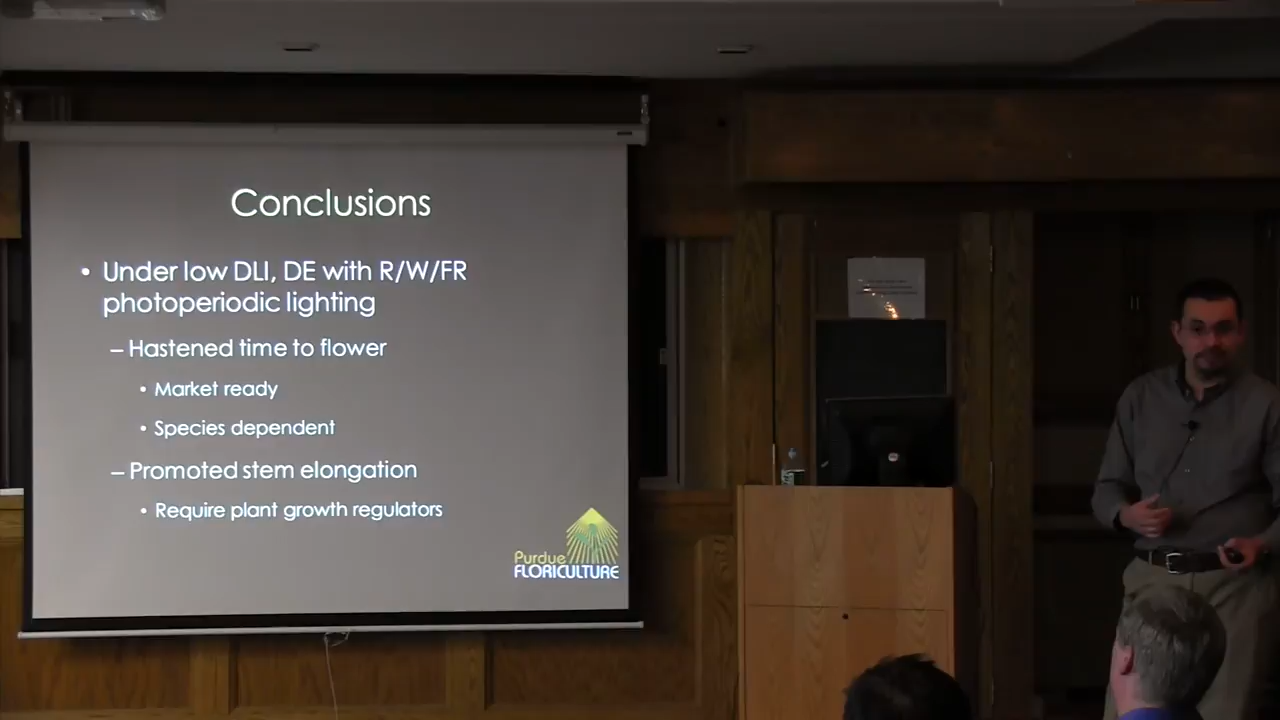 Conclusions
• Under low DLI, DE with R/W/FR
photoperiodic lighting
– Hastened time to flower
• Market ready
• Species dependent
– Promoted stem elongation
• Require plant growth regulators
Purdue
FLORICULTURE